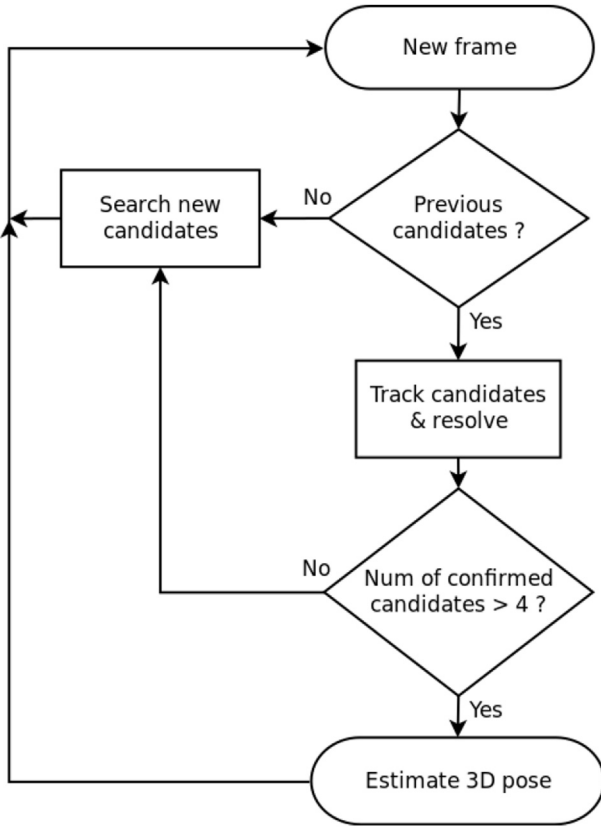 New frame
Previous
candidates ?
No
Search new
candidates
Yes
Track candidates
& resolve
Num of confirmed
candidates > 4 ?
No
Yes
Estimate 3D pose